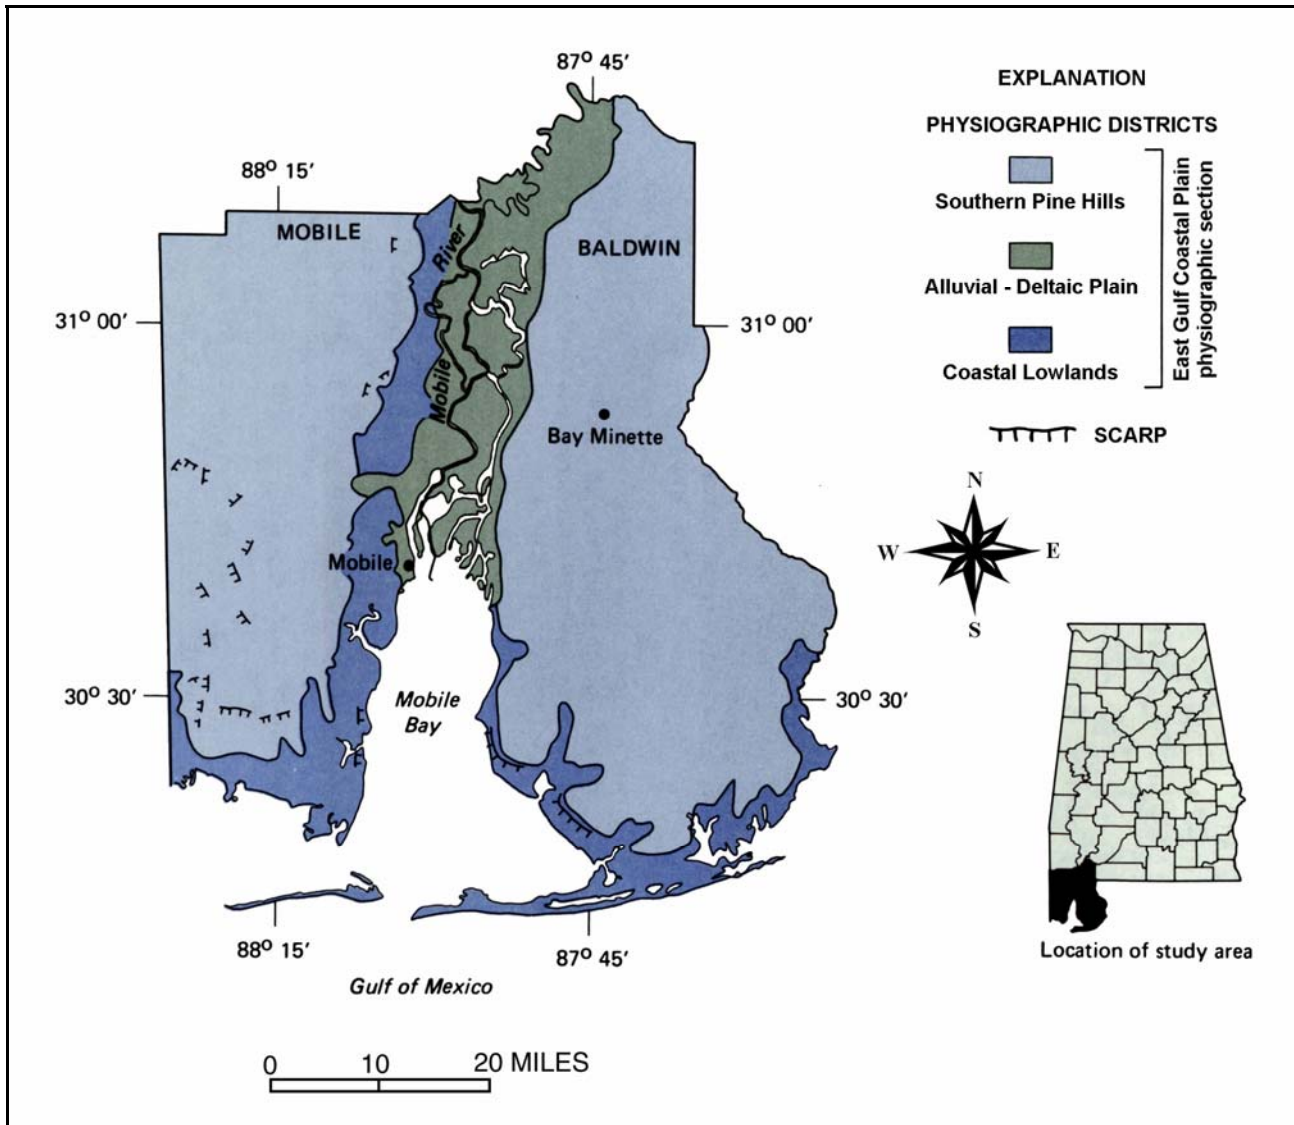 87° 45'
EXPLANATION
PHYSIOGRAPHIC DISTRICTS
88° 15'
Southern Pine Hills
MOBILE
River
BALDWIN
Alluvial - Deltaic Plain
East Gulf Coastal Plain
physiographic section
31° 00'
31° 00'
Coastal Lowlands
Mobile
Bay Minette
SCARP
N
W
E
S
Mobile
30° 30'
Mobile
Bay
30° 30'
88° 15'
87° 45'
Location of study area
Gulf of Mexico
0 10 20 MILES